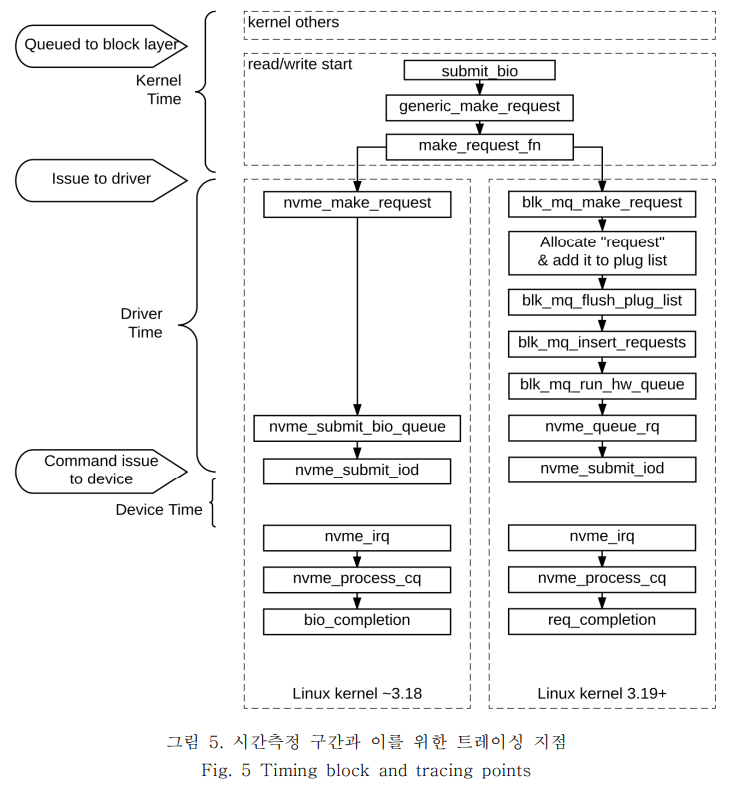 kernel others
Queued to block layer
Kernel
Time
read/write start
submit_bio
generic_make_request
make_request_fn
Issue to driver
nvme_make_request
blk_mq_make_request
Allocate "request"
& add it to plug list
blk_mq_flush_plug_list
Driver
Time
blk_mq_insert_requests
blk_mq_run_hw_queue
nvme_submit_bio_queue
nvme_queue_rq
Command issue
to device
nvme_submit_iod
nvme_submit_iod
Device Time
nvme_irq
nvme_irq
nvme_process_cq
nvme_process_cq
bio_completion
req_completion
Linux kernel ~3.18
Linux kernel 3.19+
그림 5. 시간측정 구간과 이를 위한 트레이싱 지점
Fig. 5 Timing block and tracing points